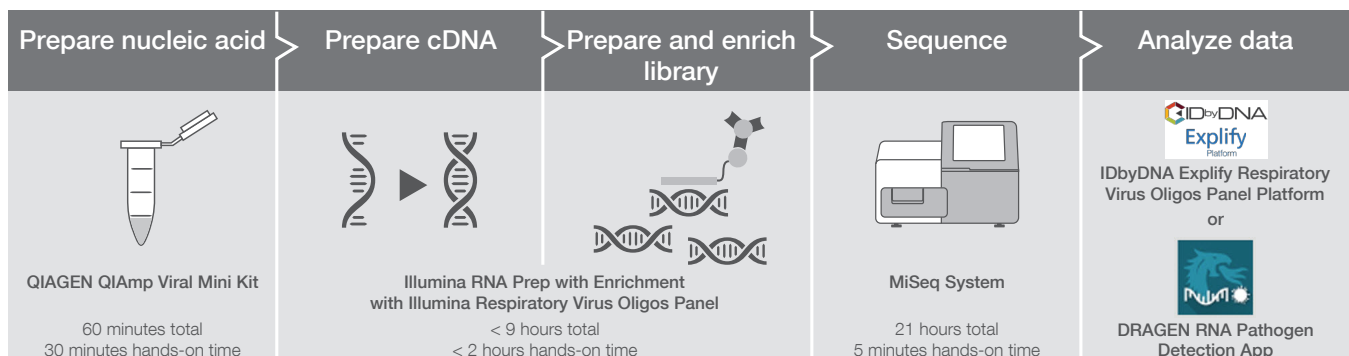 Prepare nucleic acid
Prepare cDNA
Prepare and enrich
library
Sequence
Analyze data
IDbyDNA
Explify
Platform
IDbyDNA Explify Respiratory
Virus Oligos Panel Platform
or
QIAGEN QIAmp Viral Mini Kit
60 minutes total
30 minutes hands-on time
Illumina RNA Prep with Enrichment
with Illumina Respiratory Virus Oligos Panel
< 9 hours total
< 2 hours hands-on time
MiSeq System
21 hours total
5 minutes hands-on time
DRAGEN RNA Pathogen
Detection App